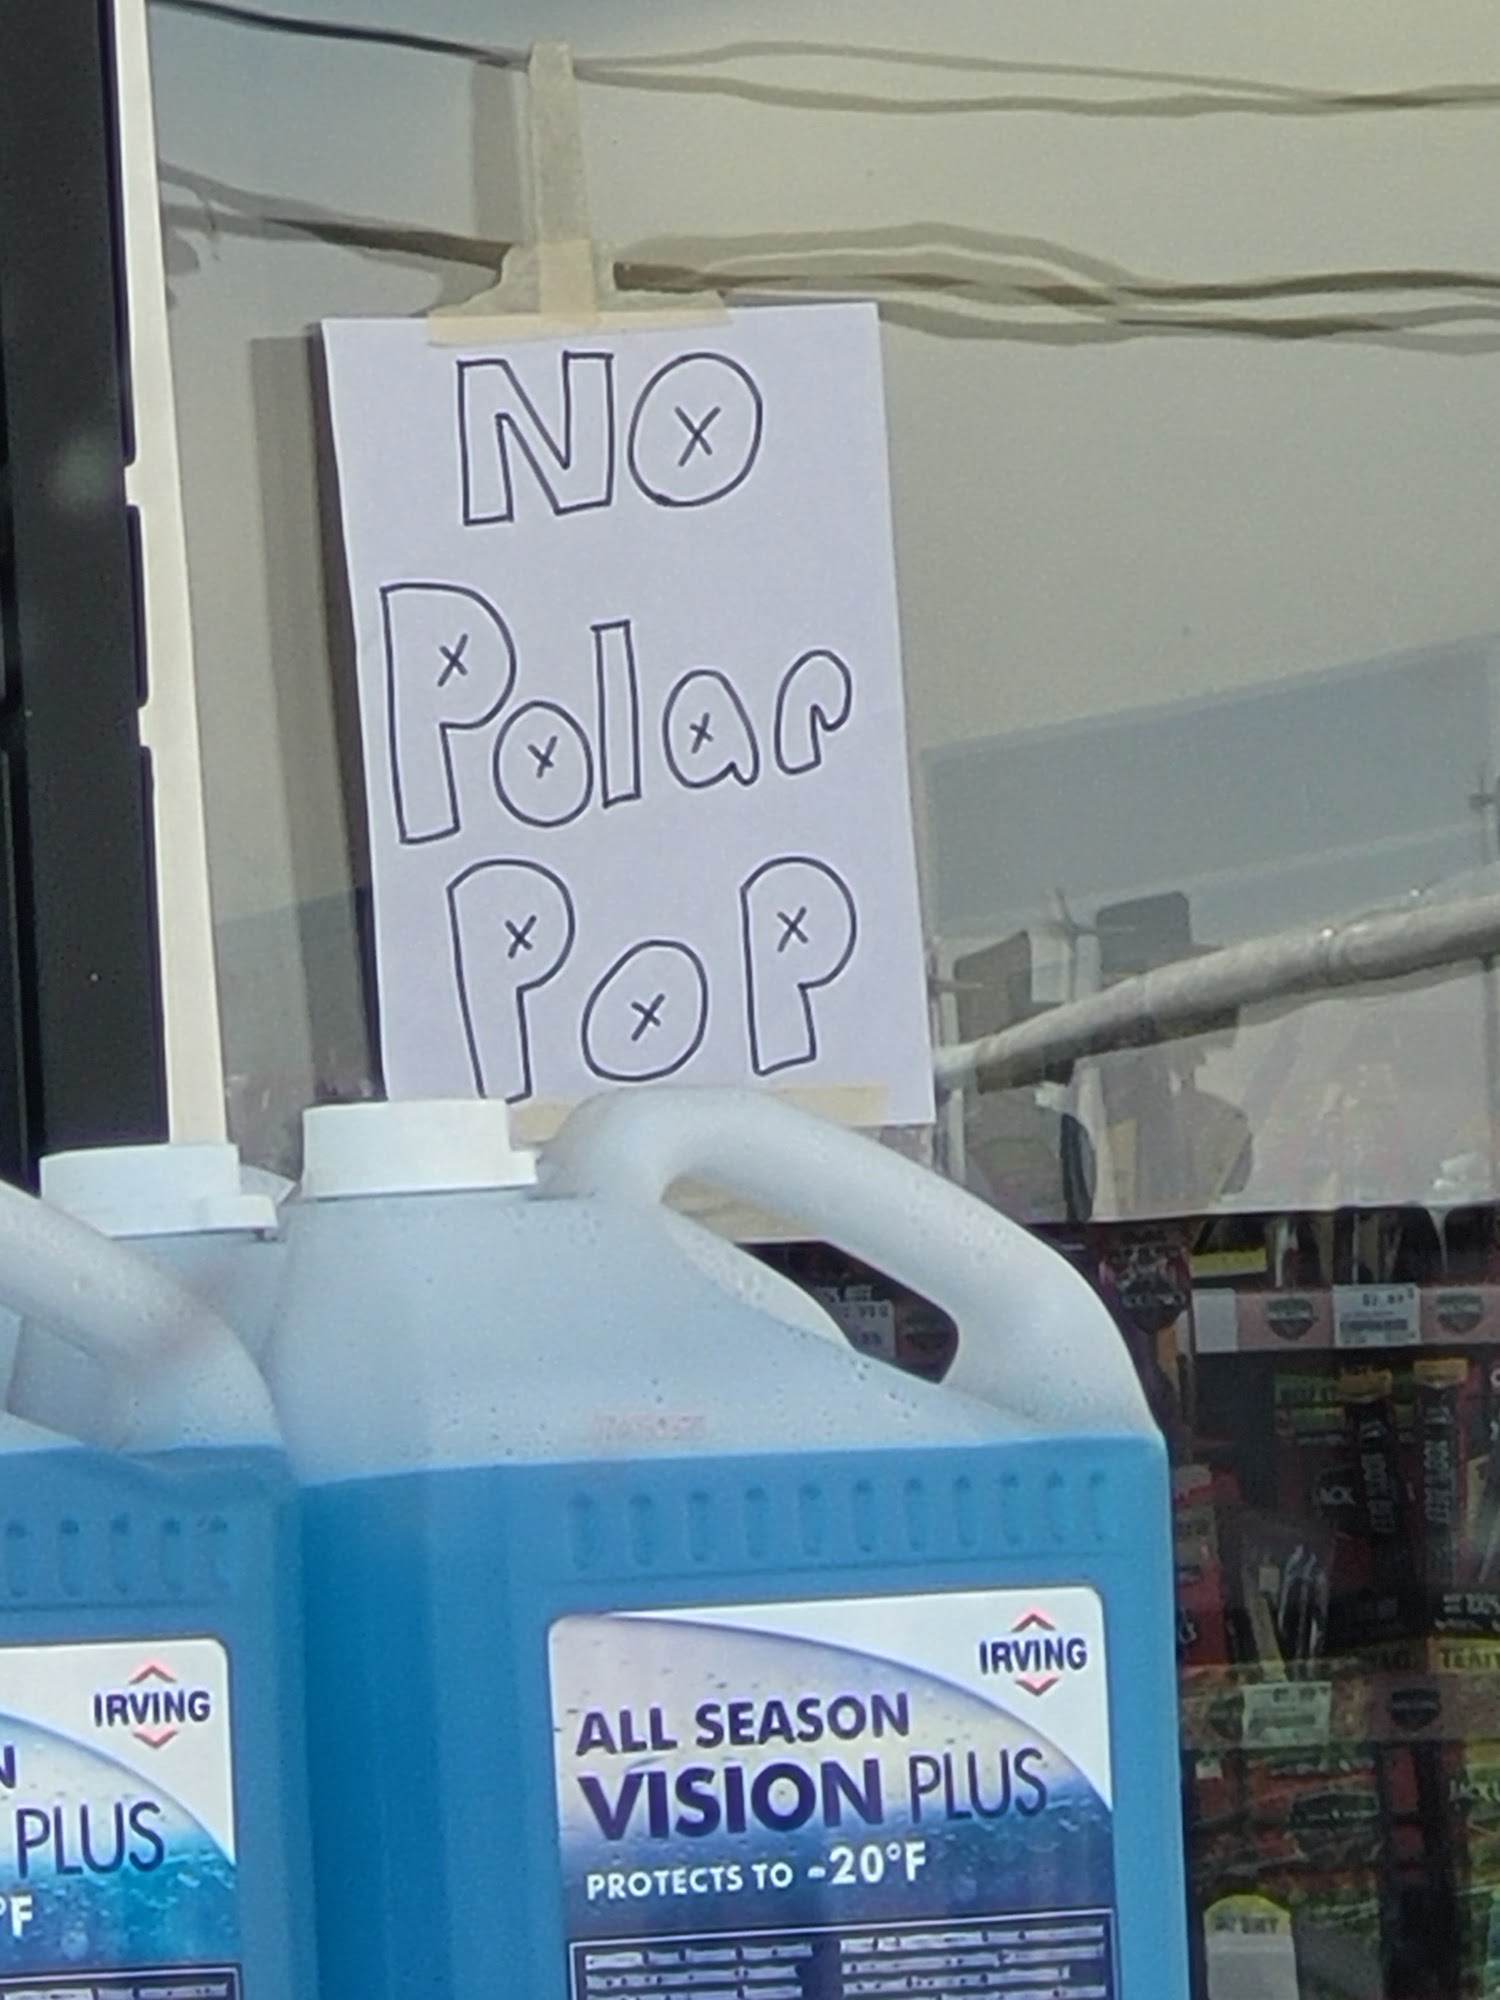 NO
Polar
PoP
IRVING
ALL SEASON
VISION PLUS
PROTECTS TO -20°F
IRVING
N
PLUS
°F